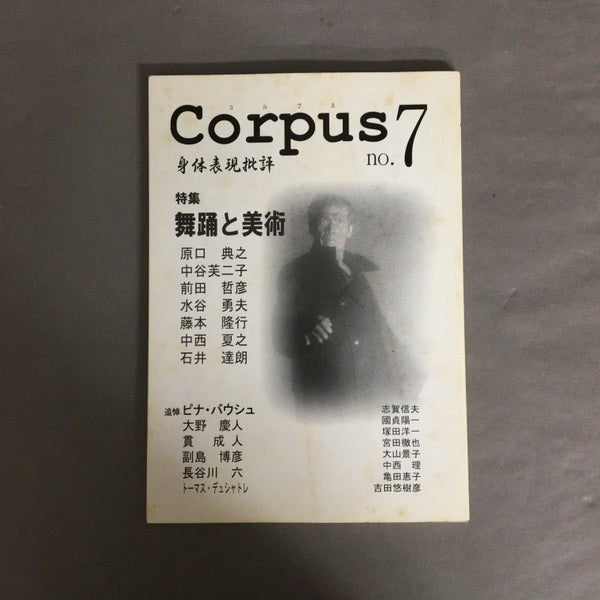 コルプス
Corpus no.7
身体表現批評
特集
舞踊と美術
原口 典之
中谷芙二子
前田 哲彦
水谷 勇夫
藤本 隆行
中西 夏之
石井 達朗
追悼 ピナ・バウシュ
大野 慶人
貫 成人
副島 博彦
長谷川 六
トーマス・デュシャトレ
志賀信夫
國貞陽一
塚田洋一
宮田徹也
大山景子
中西 理
亀田恵子
吉田悠樹彦